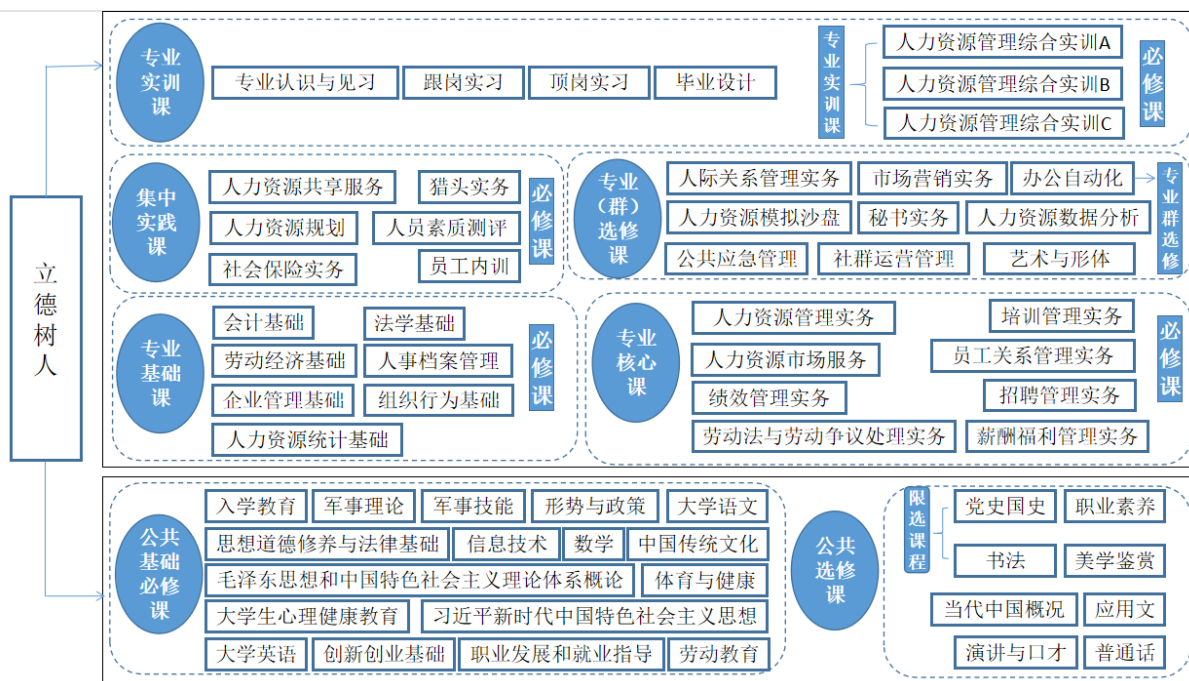 立德树人
专业实训课
专业认识与见习
跟岗实习
顶岗实习
毕业设计
专业实训课
人力资源管理综合实训A
人力资源管理综合实训B
人力资源管理综合实训C
必修课
集中实践课
人力资源共享服务
猎头实务
人力资源规划
人员素质测评
社会保险实务
员工内训
必修课
专业（群）选修课
人际关系管理实务
市场营销实务
办公自动化
人力资源模拟沙盘
秘书实务
人力资源数据分析
公共应急管理
社群运营管理
艺术与形体
专业群选修
专业基础课
会计基础
法学基础
劳动经济基础
人事档案管理
企业管理基础
组织行为基础
人力资源统计基础
必修课
专业核心课
人力资源管理实务
培训管理实务
人力资源市场服务
员工关系管理实务
绩效管理实务
招聘管理实务
劳动法与劳动争议处理实务
薪酬福利管理实务
必修课
公共基础必修课
入学教育
军事理论
军事技能
形势与政策
大学语文
思想道德修养与法律基础
信息技术
数学
中国传统文化
毛泽东思想和中国特色社会主义理论体系概论
体育与健康
大学生心理健康教育
习近平新时代中国特色社会主义思想
大学英语
创新创业基础
职业发展和就业指导
劳动教育
公共选修课
限选课程
党史国史
职业素养
书法
美学鉴赏
当代中国概况
应用文
演讲与口才
普通话